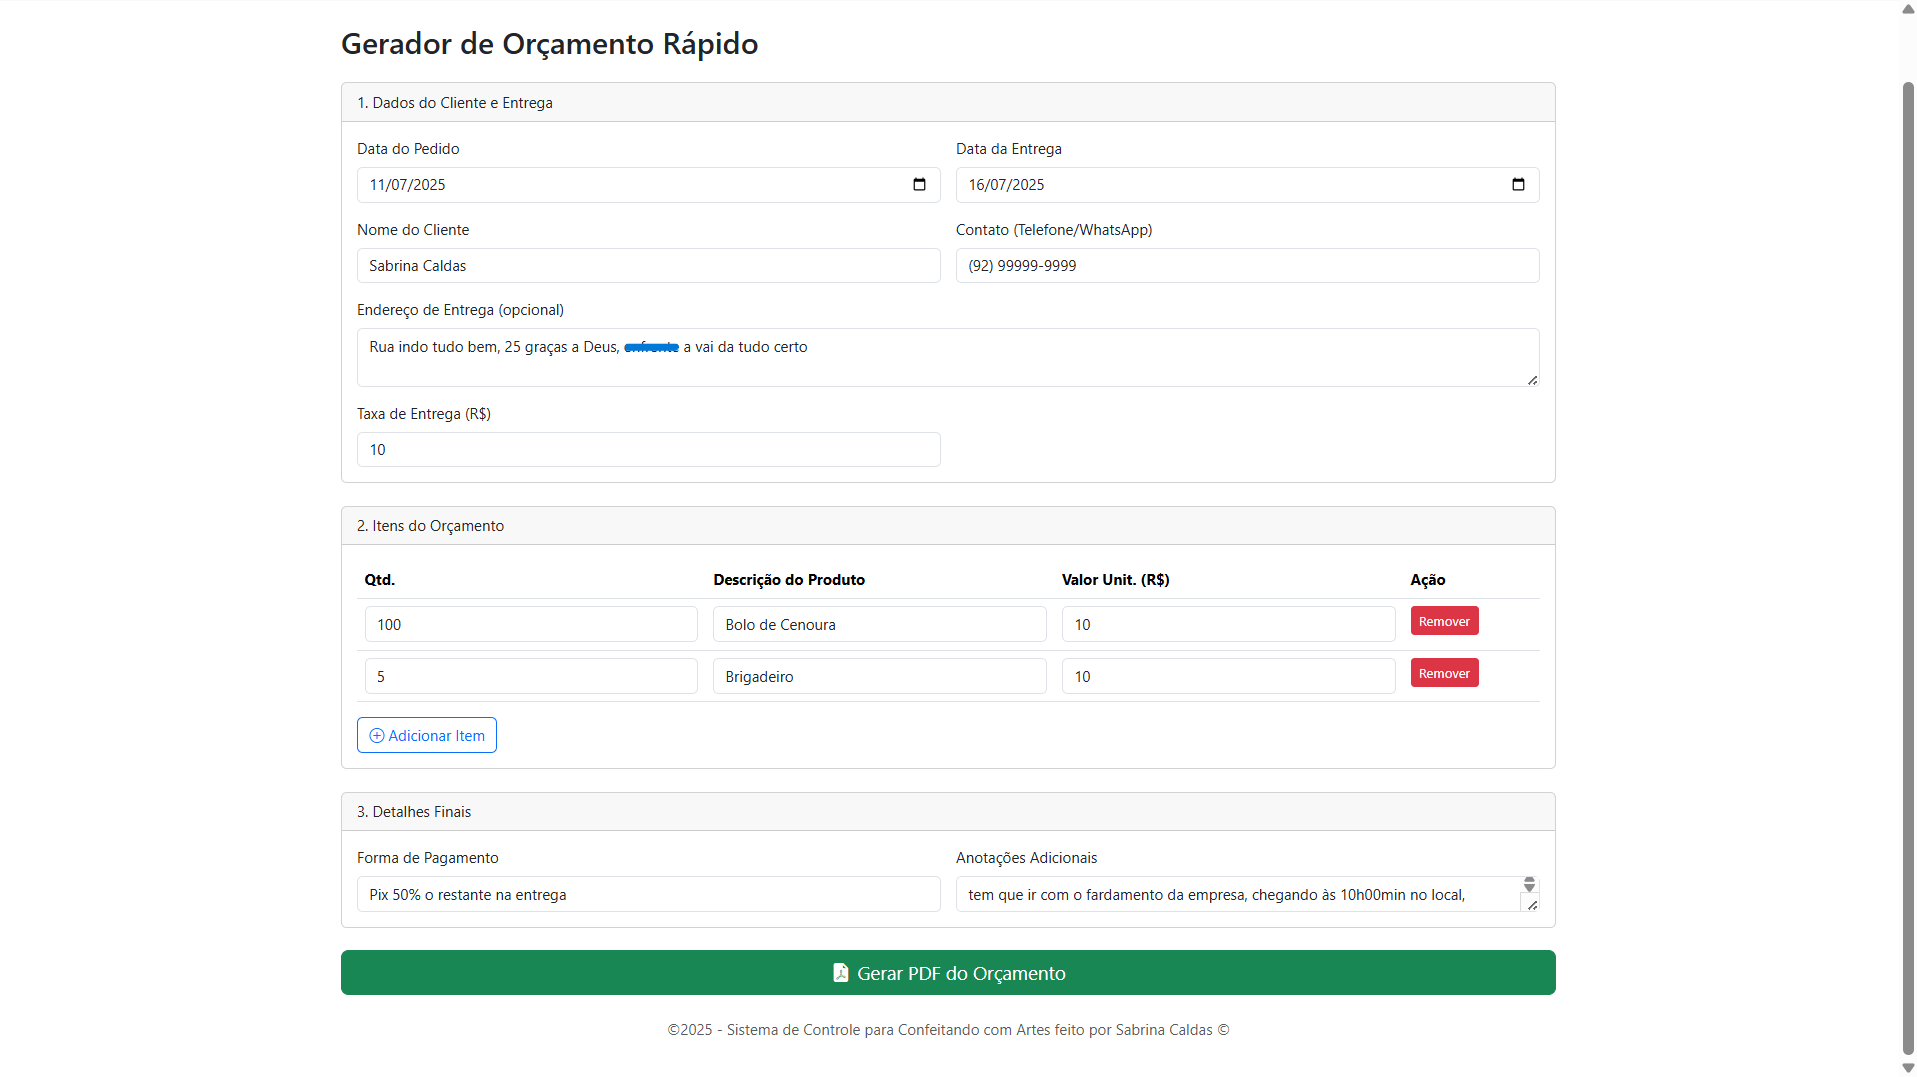 Gerador de Orçamento Rápido
1. Dados do Cliente e Entrega
Data do Pedido
Data da Entrega
11/07/2025
16/07/2025
Nome do Cliente
Contato (Telefone/WhatsApp)
Sabrina Caldas
(92) 99999-9999
Endereço de Entrega (opcional)
Rua indo tudo bem, 25 graças a Deus, a vai da tudo certo
Taxa de Entrega (R$)
10
2. Itens do Orçamento
Qtd. Descrição do Produto Valor Unit. (R$) Ação
100 Bolo de Cenoura 10 Remover
5 Brigadeiro 10 Remover
Adicionar Item
3. Detalhes Finais
Forma de Pagamento
Anotações Adicionais
Pix 50% o restante na entrega
tem que ir com o fardamento da empresa, chegando às 10h00min no local,
Gerar PDF do Orçamento
©2025 - Sistema de Controle para Confeitando com Artes feito por Sabrina Caldas ©